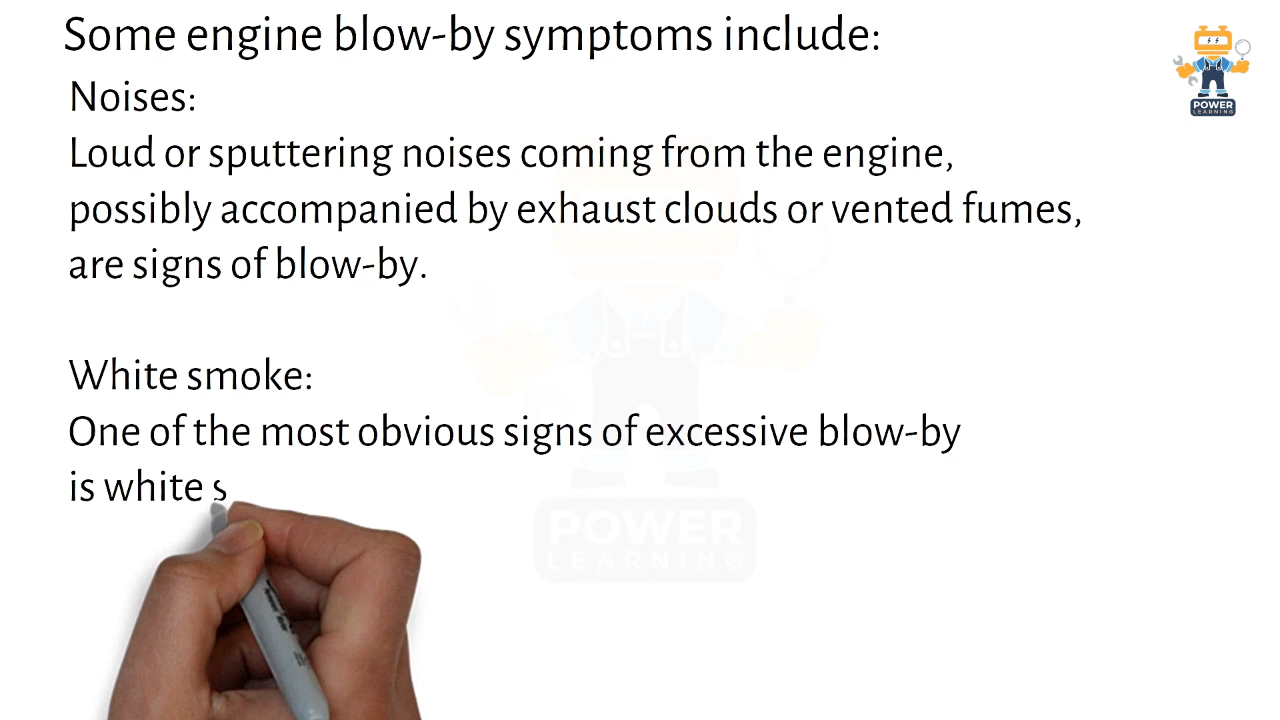 Some engine blow-by symptoms include:
Noises:
Loud or sputtering noises coming from the engine,
possibly accompanied by exhaust clouds or vented fumes,
are signs of blow-by.
White smoke:
One of the most obvious signs of excessive blow-by
is white s
POWER
LEARNING
POWER
LEARNING